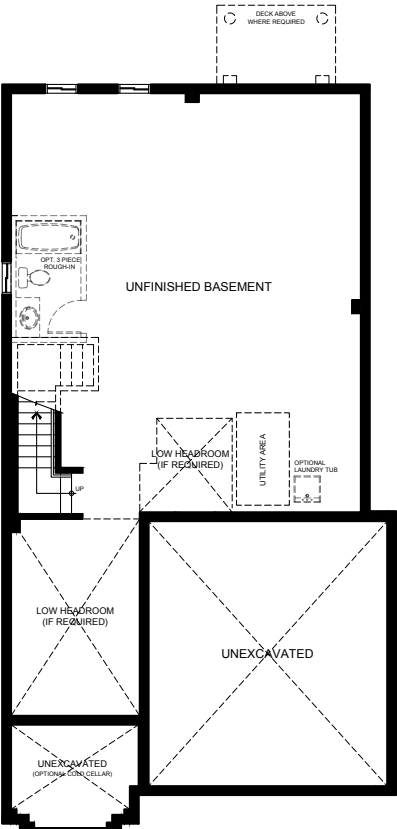 DECK ABOVE
WHERE REQUIRED
OPT. 3 PIECE
ROUGH-IN
UNFINISHED BASEMENT
LOW HEADROOM
(IF REQUIRED)
UTILITY AREA
OPTIONAL
LAUNDRY TUB
UP
LOW HEADROOM
(IF REQUIRED)
UNEXCAVATED
UNEXCAVATED
(OPTIONAL COLD CELLAR)